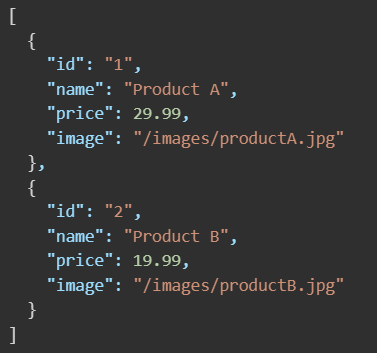 [
  {
    "id": "1",
    "name": "Product A",
    "price": 29.99,
    "image": "/images/productA.jpg"
  },
  {
    "id": "2",
    "name": "Product B",
    "price": 19.99,
    "image": "/images/productB.jpg"
  }
]